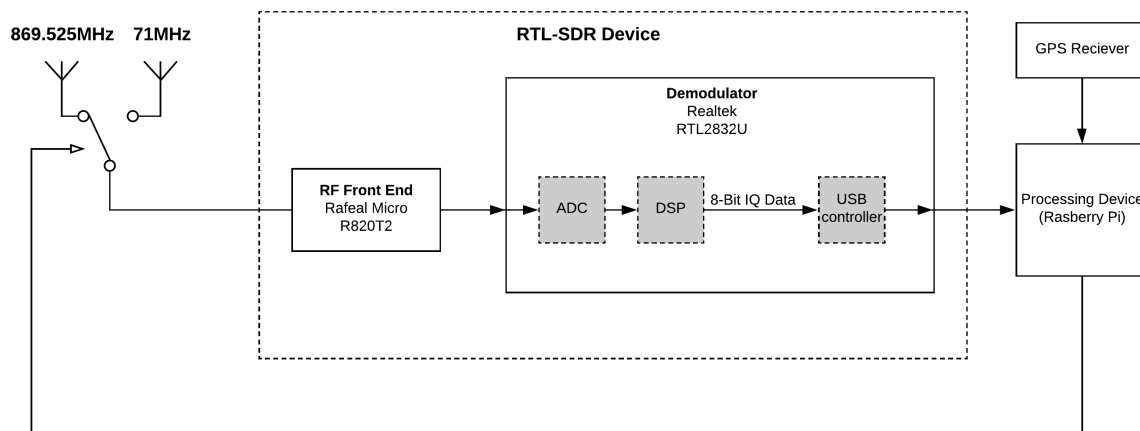 869.525MHz 71MHz
RTL-SDR Device
GPS Reciever
Demodulator
Realtek
RTL2832U
RF Front End
Rafeal Micro
R820T2
ADC
DSP
8-Bit IQ Data
USB
controller
Processing Device
(Rasberry Pi)